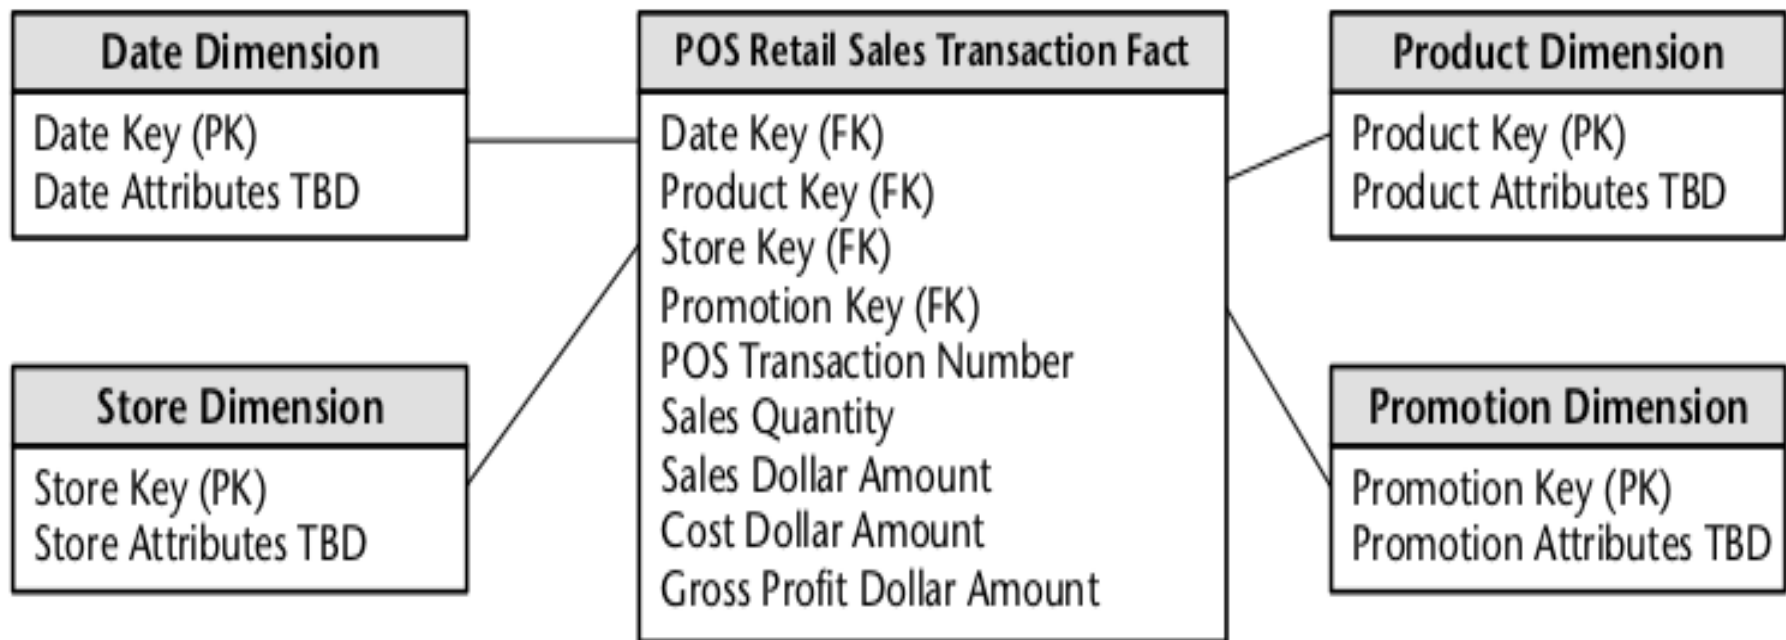 Date Dimension
Date Key (PK)
Date Attributes TBD
Store Dimension
Store Key (PK)
Store Attributes TBD
POS Retail Sales Transaction Fact
Date Key (FK)
Product Key (FK)
Store Key (FK)
Promotion Key (FK)
POS Transaction Number
Sales Quantity
Sales Dollar Amount
Cost Dollar Amount
Gross Profit Dollar Amount
Product Dimension
Product Key (PK)
Product Attributes TBD
Promotion Dimension
Promotion Key (PK)
Promotion Attributes TBD